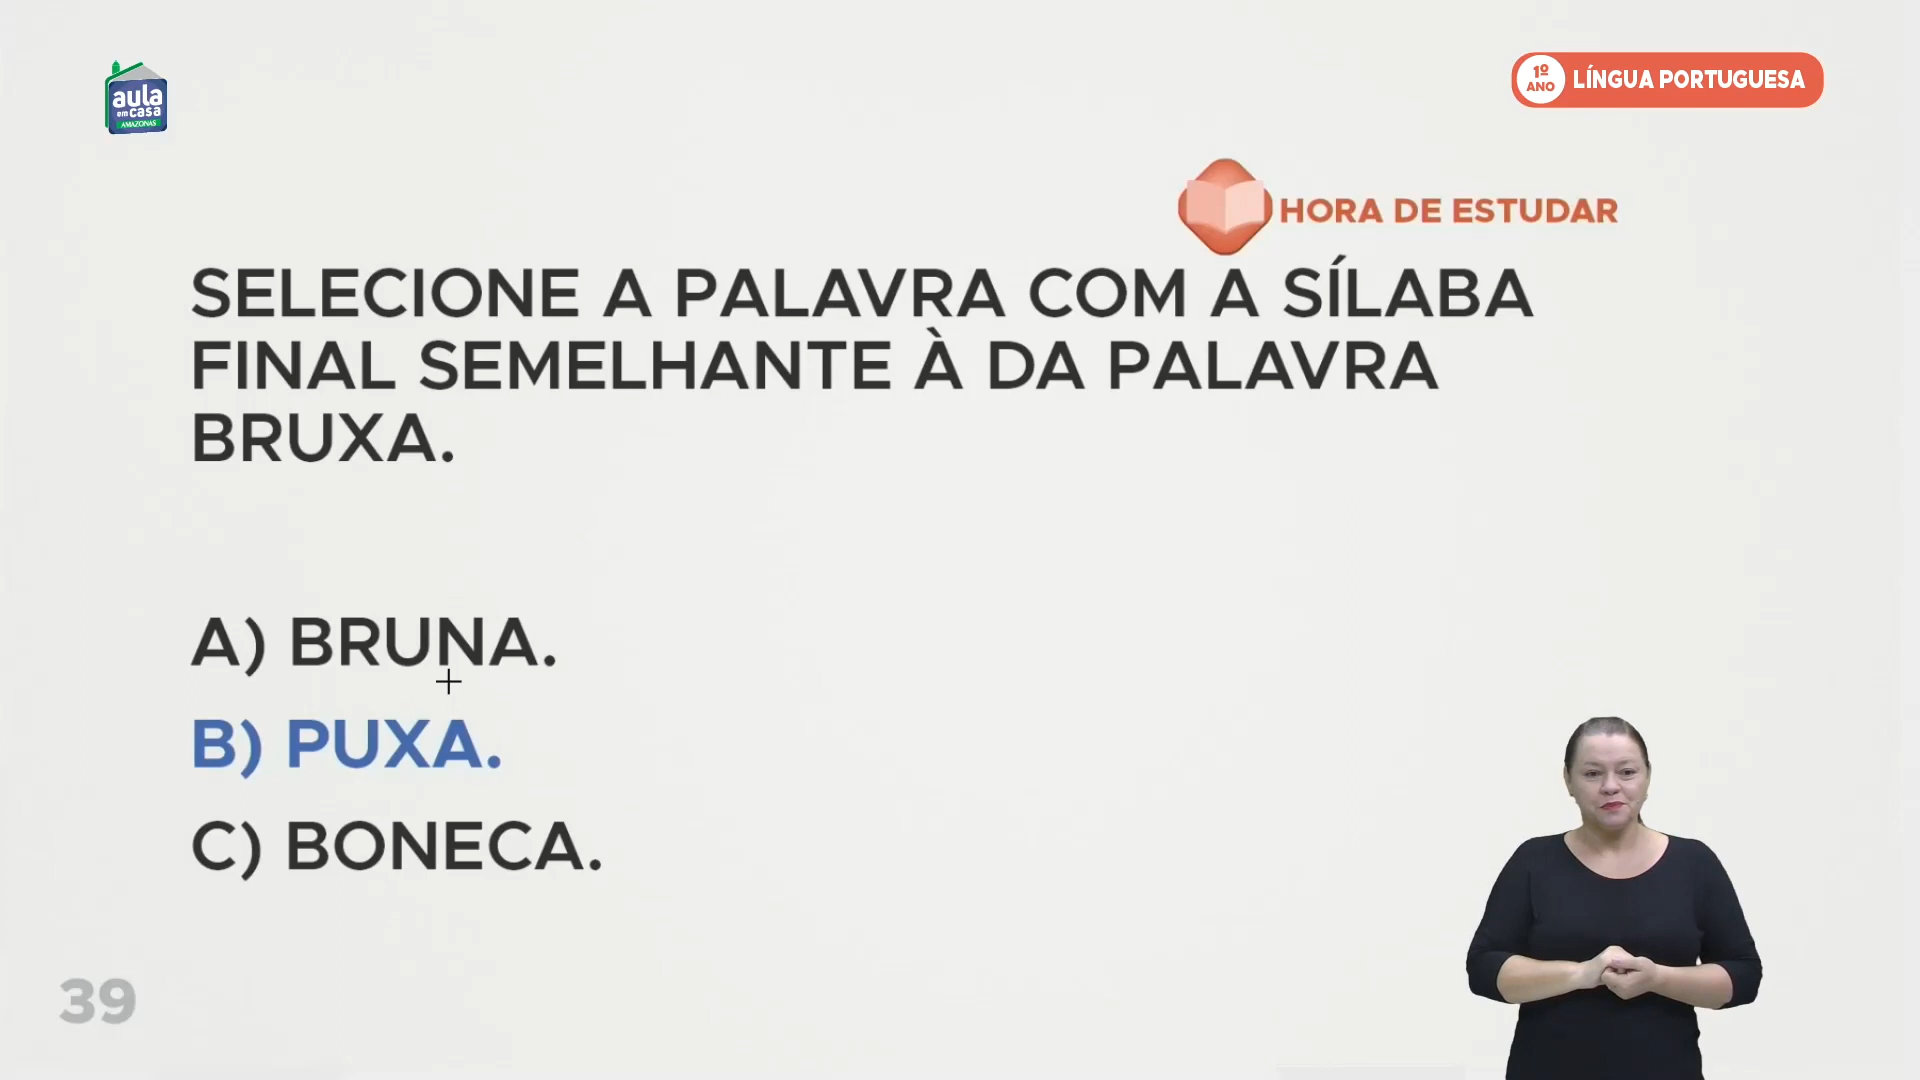 aula
em casa
AMAZONAS
1º
ANO
LÍNGUA PORTUGUESA
HORA DE ESTUDAR
SELECIONE A PALAVRA COM A SÍLABA
FINAL SEMELHANTE À DA PALAVRA
BRUXA.
A) BRUNA.
B) PUXA.
C) BONECA.
39